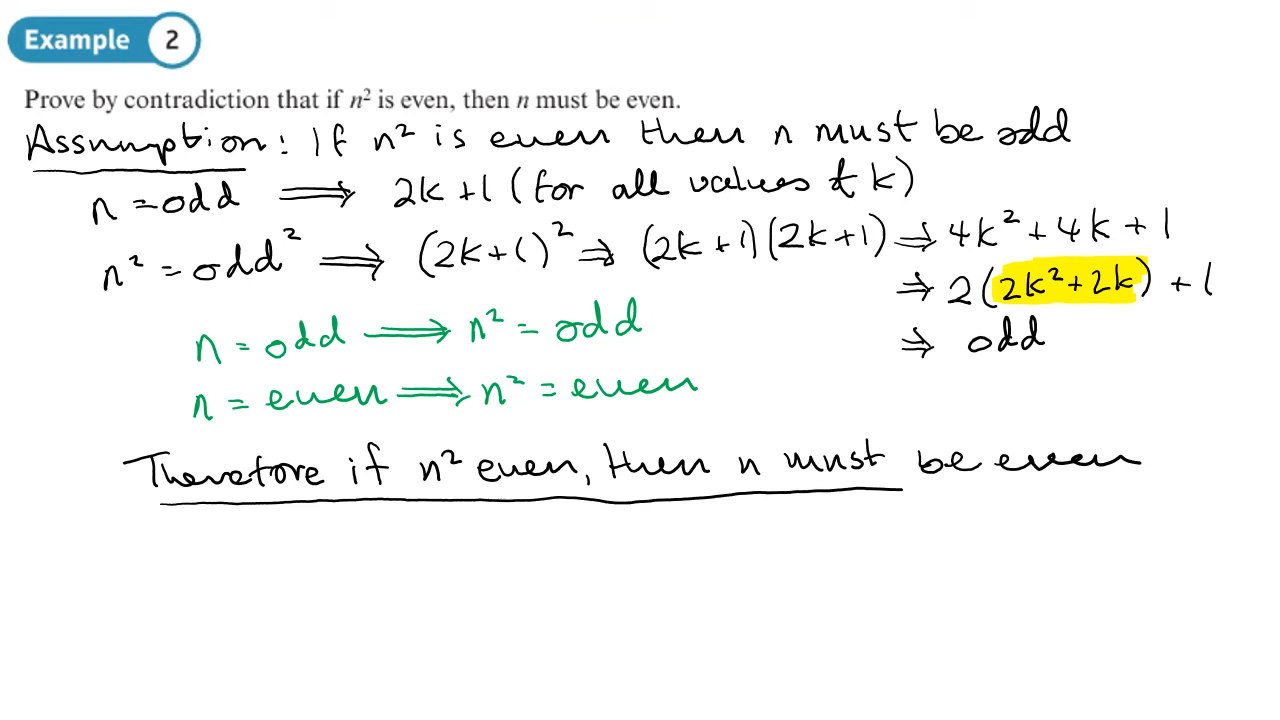 Example 2
Prove by contradiction that if n² is even, then n must be even.
Assumption: If n² is even then n must be odd
n = odd ⟹ 2k+1 (for all values of k)
n² = odd² ⟹ (2k+1)² ⇒ (2k+1)(2k+1) ⇒ 4k² + 4k + 1
⇒ 2(2k² + 2k) + 1
⇒ odd
n = odd ⟹ n² = odd
n = even ⟹ n² = even
Therefore if n² even, then n must be even